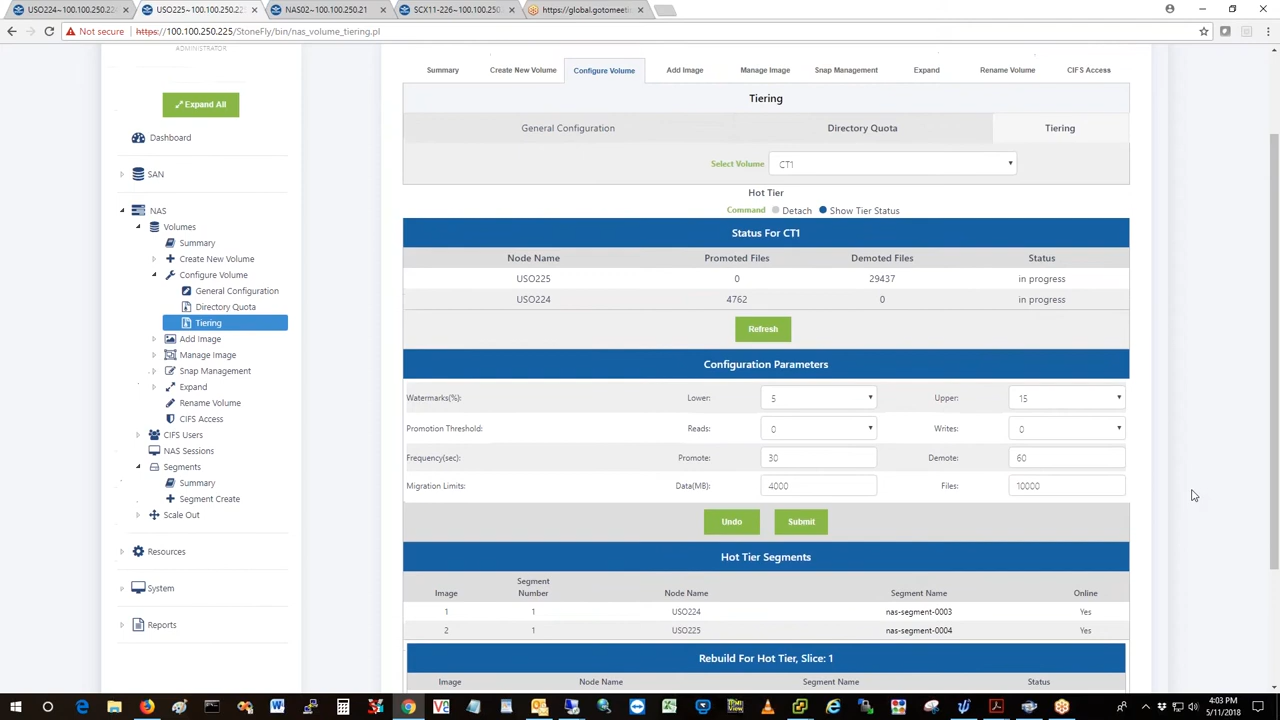 USO224~100.100.250.22
USO225~100.100.250.22
NAS02~100.100.250.21
SCX11-226~100.100.250.
https://global.gotomeetin
Not secure https://100.100.250.225/StoneFly/bin/nas_volume_tiering.pl
ADMINISTRATOR
Expand All
Dashboard
SAN
NAS
Volumes
Summary
Create New Volume
Configure Volume
General Configuration
Directory Quota
Tiering
Add Image
Manage Image
Snap Management
Expand
Rename Volume
CIFS Access
CIFS Users
NAS Sessions
Segments
Summary
Segment Create
Scale Out
Resources
System
Reports
Summary Create New Volume Configure Volume Add Image Manage Image Snap Management Expand Rename Volume CIFS Access
Tiering
General Configuration Directory Quota Tiering
Select Volume CT1
Hot Tier
Command Detach Show Tier Status
Status For CT1
Node Name Promoted Files Demoted Files Status
USO225 0 29437 in progress
USO224 4762 0 in progress
Refresh
Configuration Parameters
Watermarks(%): Lower: 5 Upper: 15
Promotion Threshold: Reads: 0 Writes: 0
Frequency(sec): Promote: 30 Demote: 60
Migration Limits: Data(MB): 4000 Files: 10000
Undo Submit
Hot Tier Segments
Image Segment Number Node Name Segment Name Online
1 1 USO224 nas-segment-0003 Yes
2 1 USO225 nas-segment-0004 Yes
Rebuild For Hot Tier, Slice: 1
Image Node Name Segment Name Status
4:03 PM
5/11/2018